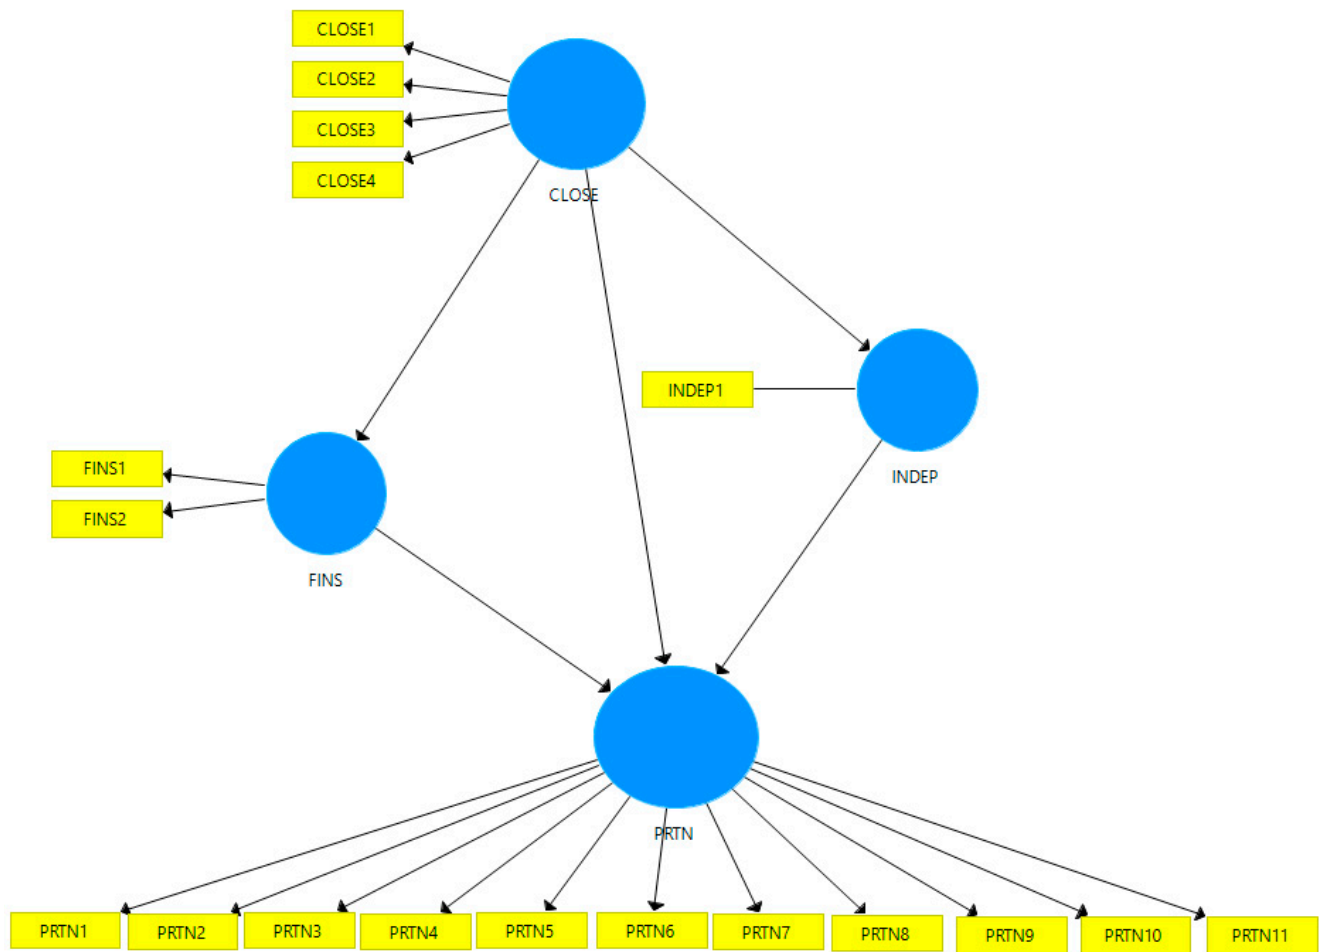 CLOSE1
CLOSE2
CLOSE3
CLOSE4
CLOSE
INDEP1
INDEP
FINS1
FINS2
FINS
PRTN
PRTN1
PRTN2
PRTN3
PRTN4
PRTN5
PRTN6
PRTN7
PRTN8
PRTN9
PRTN10
PRTN11